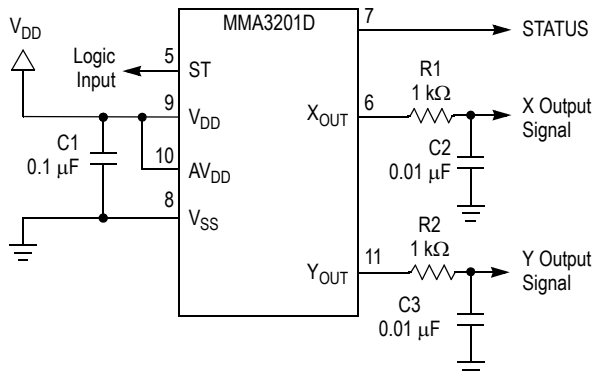 MMA3201D
V_DD
Logic
Input
5
ST
7
STATUS
R1
1 kΩ
6
X_OUT
X Output
Signal
9
V_DD
C1
0.1 μF
C2
0.01 μF
10
AV_DD
8
V_SS
R2
1 kΩ
11
Y_OUT
Y Output
Signal
C3
0.01 μF